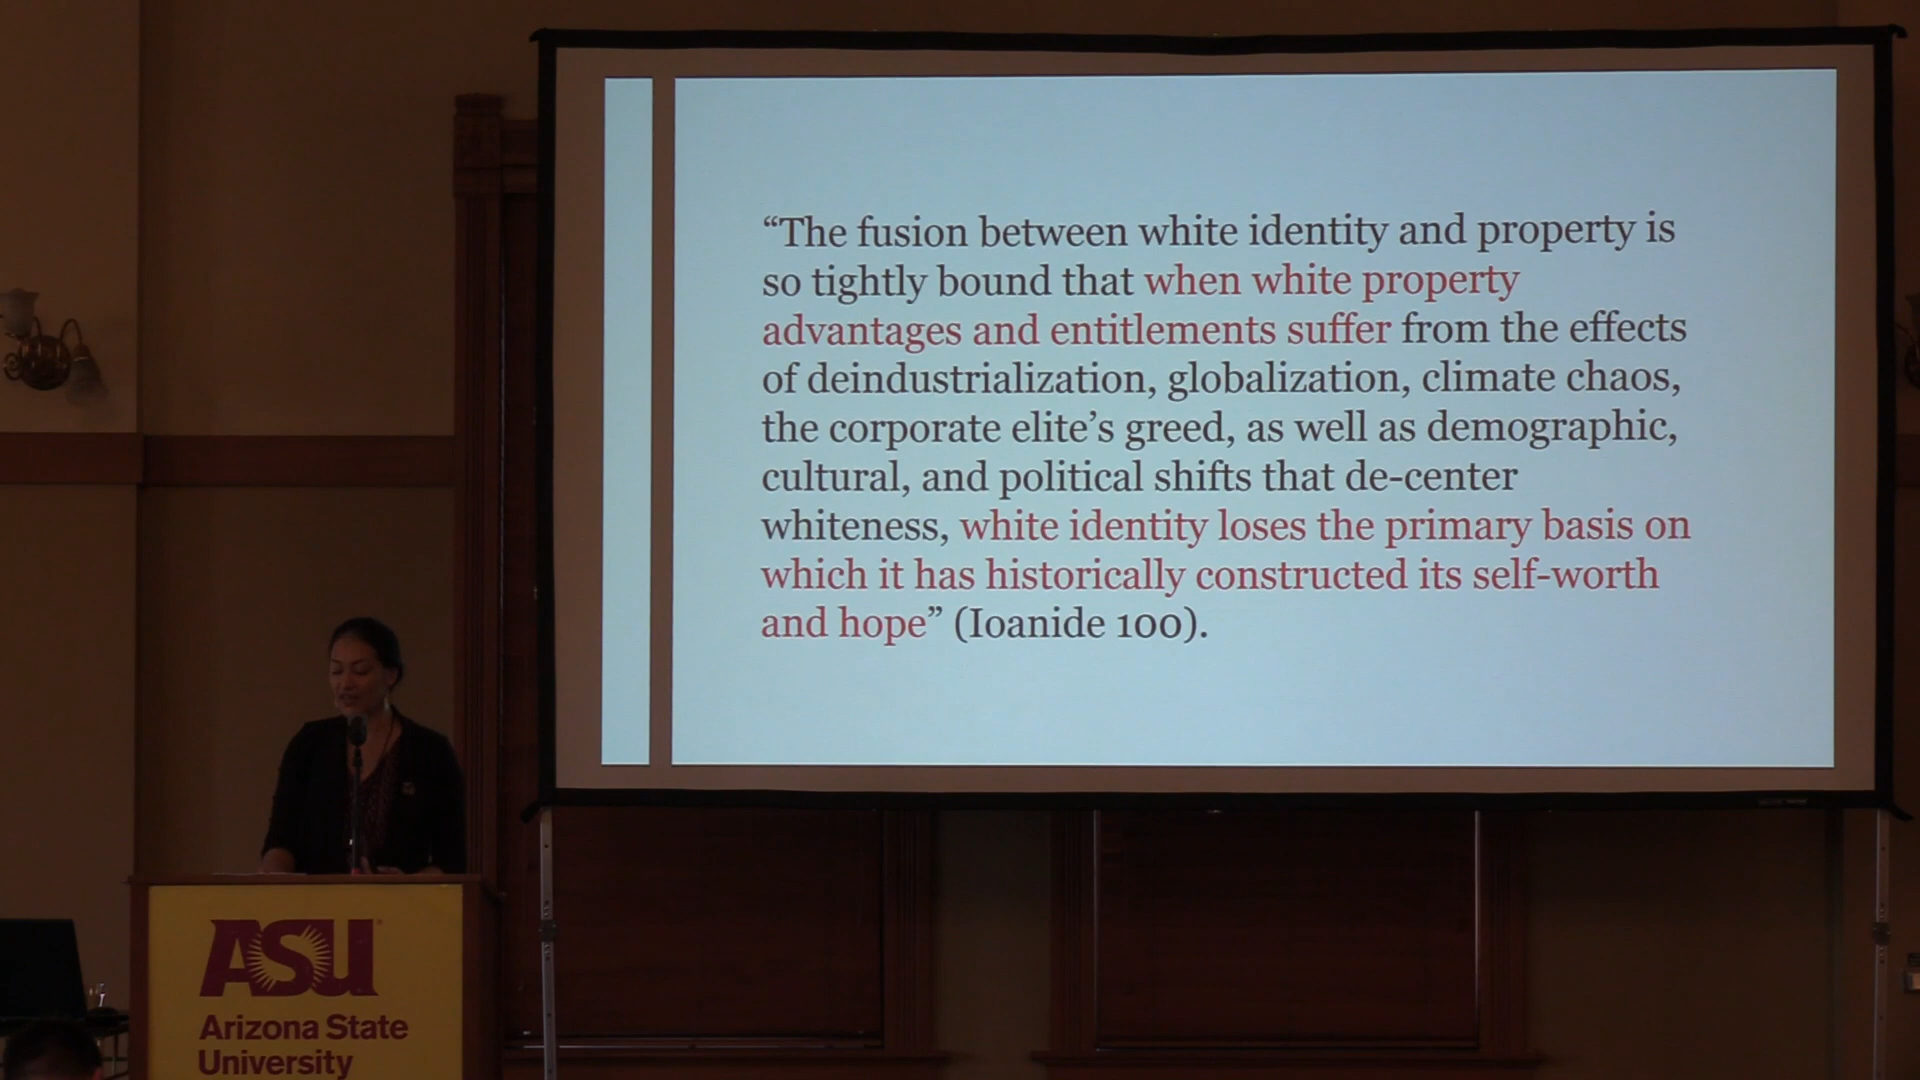 “The fusion between white identity and property is
so tightly bound that when white property
advantages and entitlements suffer from the effects
of deindustrialization, globalization, climate chaos,
the corporate elite’s greed, as well as demographic,
cultural, and political shifts that de-center
whiteness, white identity loses the primary basis on
which it has historically constructed its self-worth
and hope” (Ioanide 100).
ASU
Arizona State
University